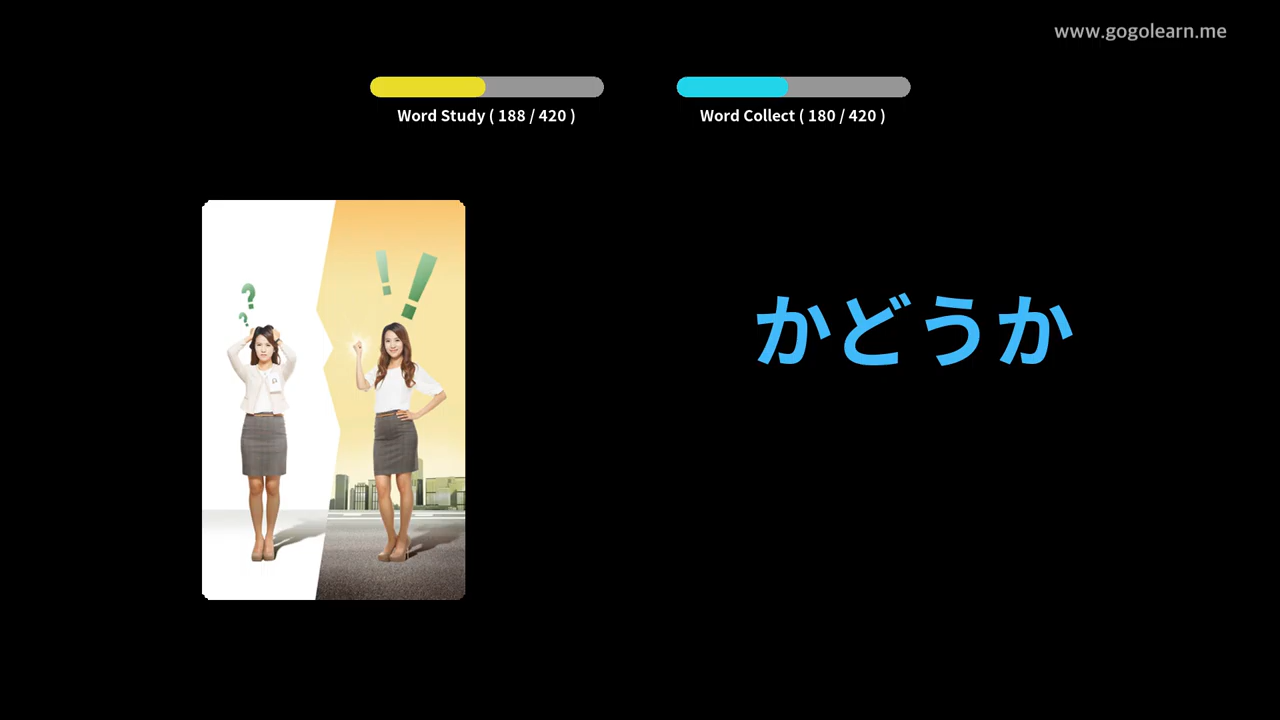 www.gogolearn.me
Word Study ( 188 / 420 )
Word Collect ( 180 / 420 )
? ? ! !
かどうか